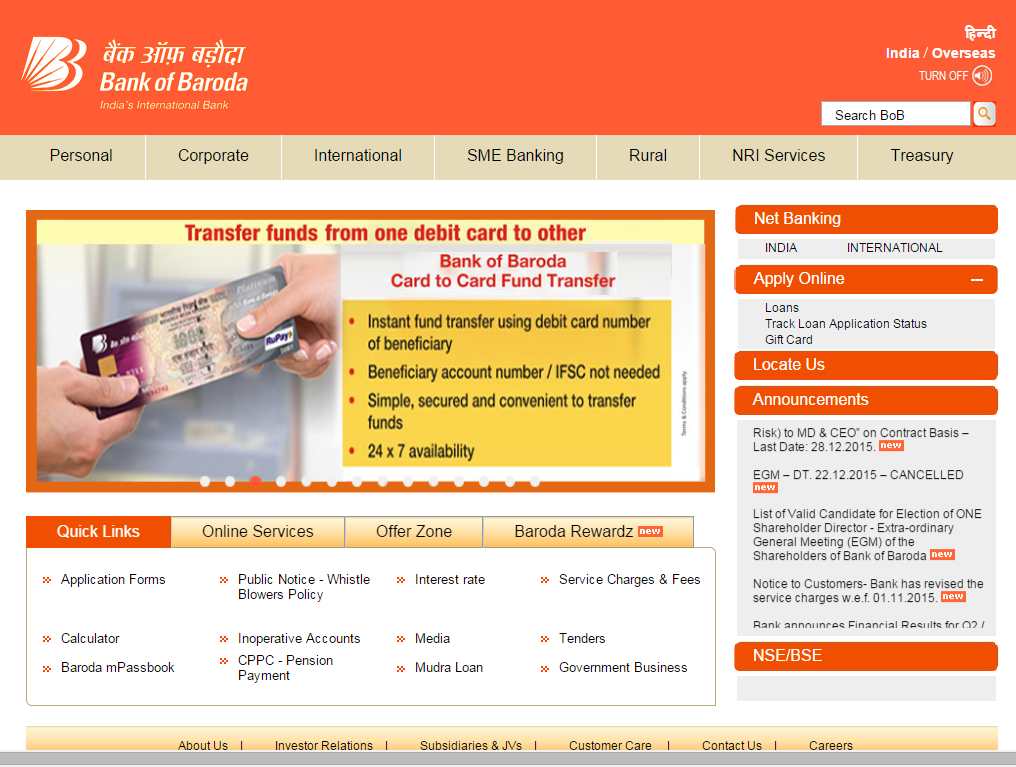 बैंक ऑफ़ बड़ौदा
Bank of Baroda
India's International Bank
हिन्दी
India / Overseas
TURN OFF
Search BoB
Personal Corporate International SME Banking Rural NRI Services Treasury
Transfer funds from one debit card to other
Bank of Baroda
Card to Card Fund Transfer
• Instant fund transfer using debit card number
of beneficiary
• Beneficiary account number / IFSC not needed
• Simple, secured and convenient to transfer
funds
• 24 x 7 availability
Terms & Conditions apply
Platinum
RuPay
Net Banking
INDIA INTERNATIONAL
Apply Online
Loans
Track Loan Application Status
Gift Card
Locate Us
Announcements
Risk) to MD & CEO" on Contract Basis –
Last Date: 28.12.2015. new
EGM – DT. 22.12.2015 – CANCELLED
new
List of Valid Candidate for Election of ONE
Shareholder Director - Extra-ordinary
General Meeting (EGM) of the
Shareholders of Bank of Baroda new
Notice to Customers- Bank has revised the
service charges w.e.f. 01.11.2015. new
Bank announces Financial Results for Q2 /
NSE/BSE
Quick Links Online Services Offer Zone Baroda Rewardz new
Application Forms Public Notice - Whistle Interest rate Service Charges & Fees
Blowers Policy
Calculator Inoperative Accounts Media Tenders
Baroda mPassbook CPPC - Pension Mudra Loan Government Business
Payment
About Us | Investor Relations | Subsidiaries & JVs | Customer Care | Contact Us | Careers